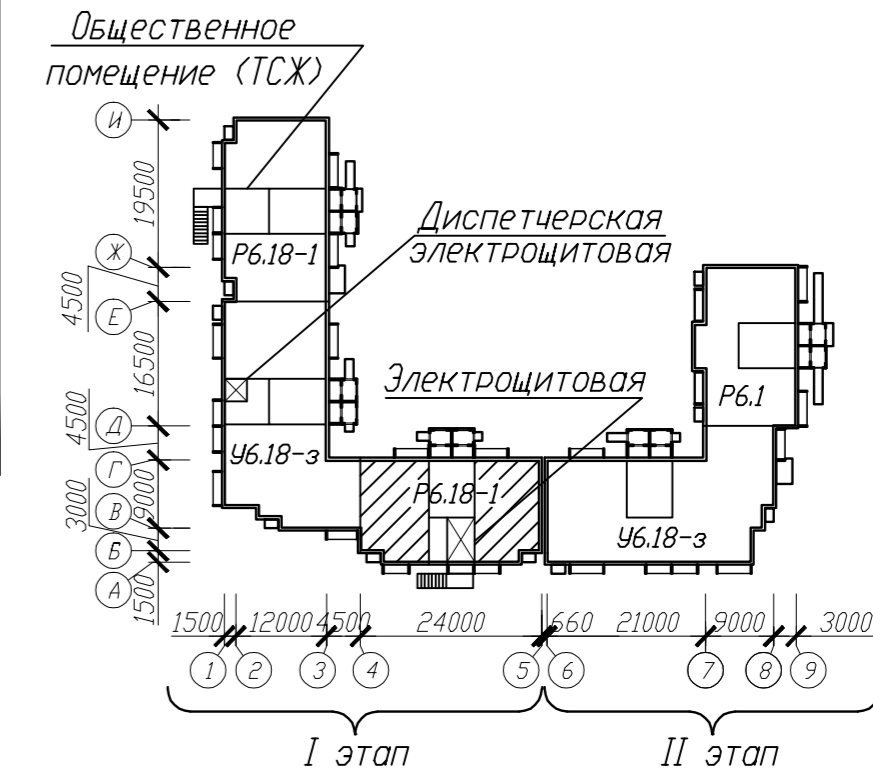 Общественное
помещение (ТСЖ)
И
19500
Диспетчерская
электрощитовая
Ж
Р6.18-1
4500
Е
16500
Электрощитовая
Р6.1
Д
4500
У6.18-з
Г
Р6.18-1
9000
В
3000
У6.18-з
Б
А
1500
1500 12000 4500 24000 660 21000 9000 3000
1 2 3 4 5 6 7 8 9
I этап II этап